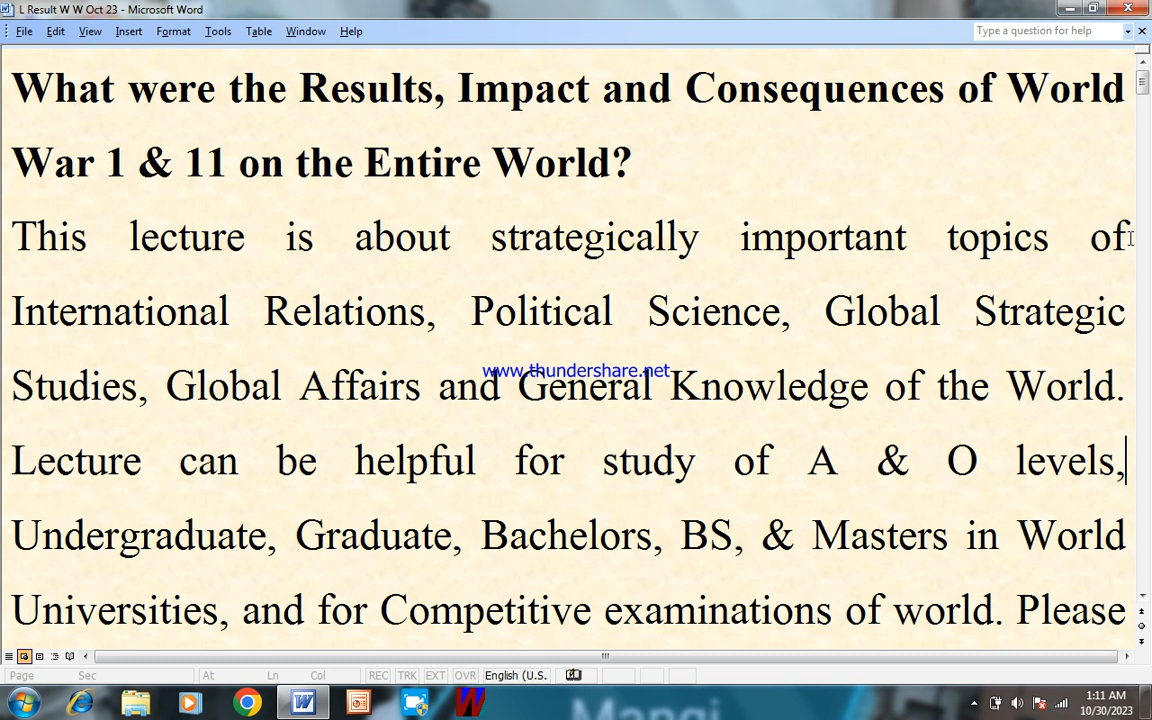 L Result W W Oct 23 - Microsoft Word
File Edit View Insert Format Tools Table Window Help
Type a question for help
What were the Results, Impact and Consequences of World
War 1 & 11 on the Entire World?
This lecture is about strategically important topics of
International Relations, Political Science, Global Strategic
www.thundershare.net
Studies, Global Affairs and General Knowledge of the World.
Lecture can be helpful for study of A & O levels,
Undergraduate, Graduate, Bachelors, BS, & Masters in World
Universities, and for Competitive examinations of world. Please
Page Sec At Ln Col REC TRK EXT OVR English (U.S.
1:11 AM
10/30/2023